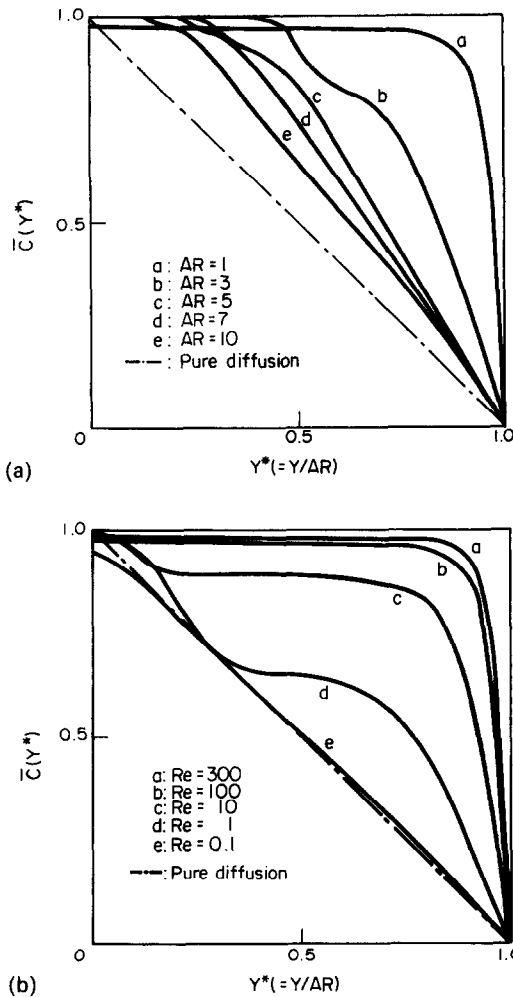 1.0
a
b
c
d
e
0.5
C̄(Y*)
a : AR = 1
b : AR = 3
c : AR = 5
d : AR = 7
e : AR = 10
—·— : Pure diffusion
0
0.5
1.0
(a)
Y* (= Y/AR)
1.0
a
b
c
d
e
0.5
C̄(Y*)
a: Re = 300
b: Re = 100
c: Re = 10
d: Re = 1
e: Re = 0.1
—·—: Pure diffusion
0
0.5
1.0
(b)
Y* (= Y/AR)